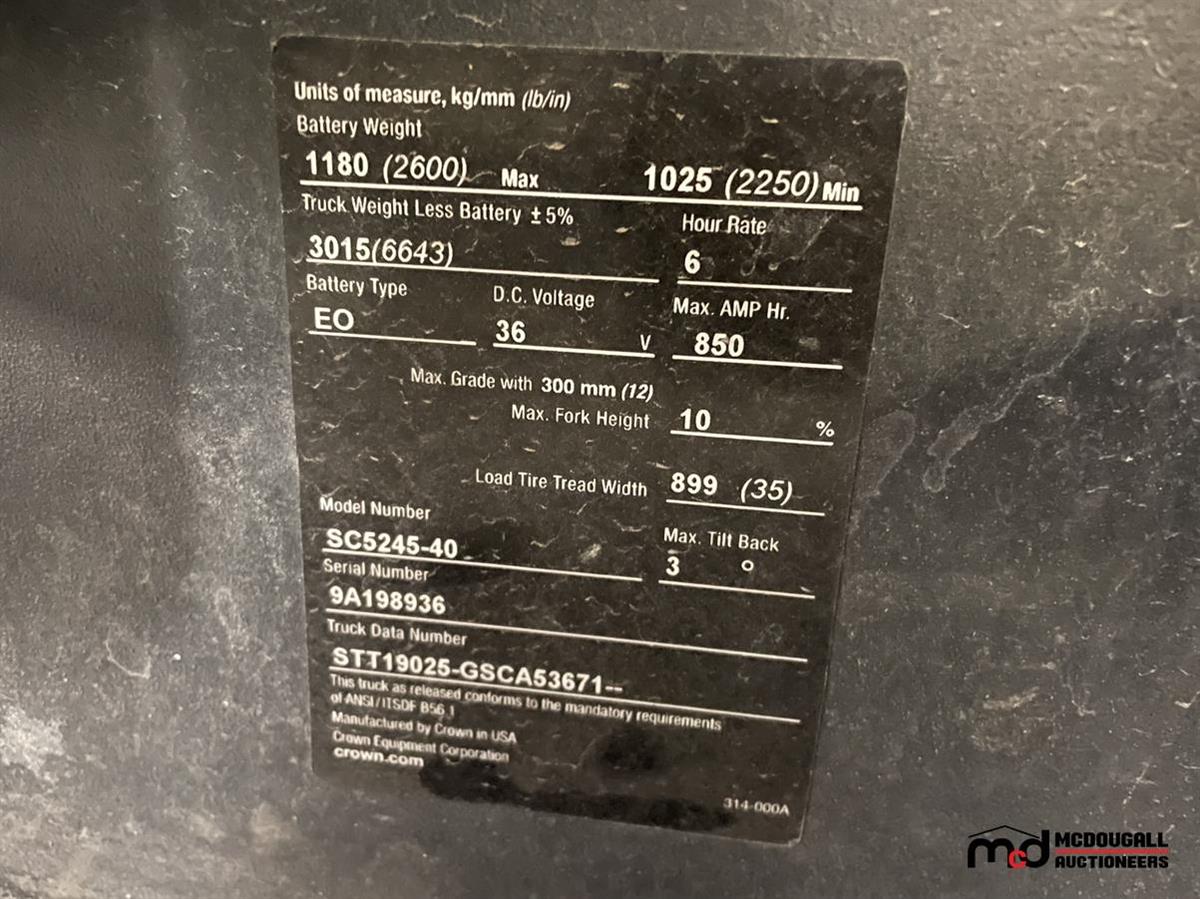 Units of measure, kg/mm (lb/in)
Battery Weight
1180 (2600) Max 1025 (2250) Min
Truck Weight Less Battery ± 5% Hour Rate
3015(6643) 6
Battery Type D.C. Voltage Max. AMP Hr.
EO 36 V 850
Max. Grade with 300 mm (12)
Max. Fork Height 10 %
Load Tire Tread Width 899 (35)
Model Number Max. Tilt Back
SC5245-40 3 °
Serial Number
9A198936
Truck Data Number
STT19025-GSCA53671--
This truck as released conforms to the mandatory requirements
of ANSI/ITSDF B56.1
Manufactured by Crown in USA
Crown Equipment Corporation
crown.com
314-000A
mcd MCDOUGALL
AUCTIONEERS